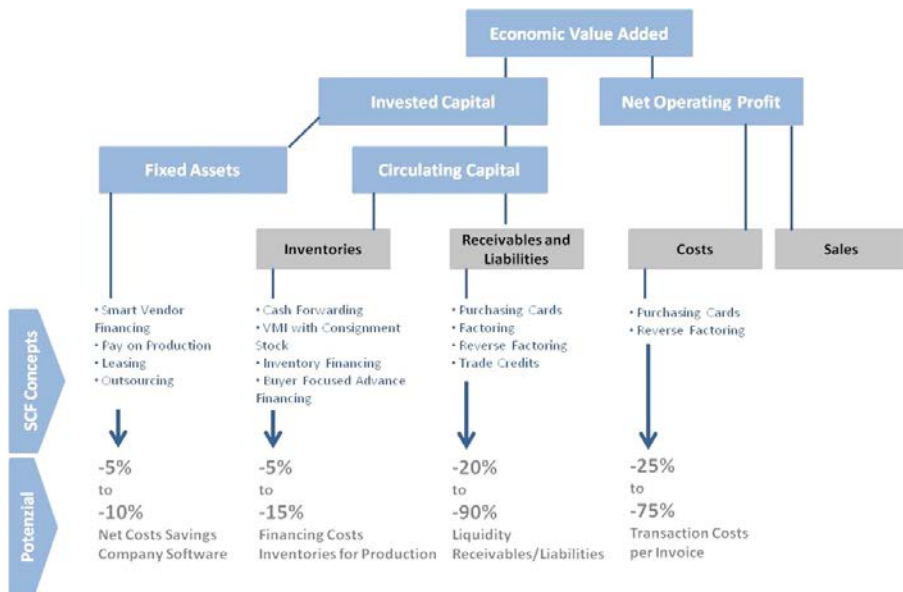 Economic Value Added
Invested Capital
Net Operating Profit
Fixed Assets
Circulating Capital
Inventories
Receivables and
Liabilities
Costs
Sales
SCF Concepts
• Smart Vendor
Financing
• Pay on Production
• Leasing
• Outsourcing
• Cash Forwarding
• VMI with Consignment
Stock
• Inventory Financing
• Buyer Focused Advance
Financing
• Purchasing Cards
• Factoring
• Reverse Factoring
• Trade Credits
• Purchasing Cards
• Reverse Factoring
Potenzial
-5%
to
-10%
Net Costs Savings
Company Software
-5%
to
-15%
Financing Costs
Inventories for Production
-20%
to
-90%
Liquidity
Receivables/Liabilities
-25%
to
-75%
Transaction Costs
per Invoice